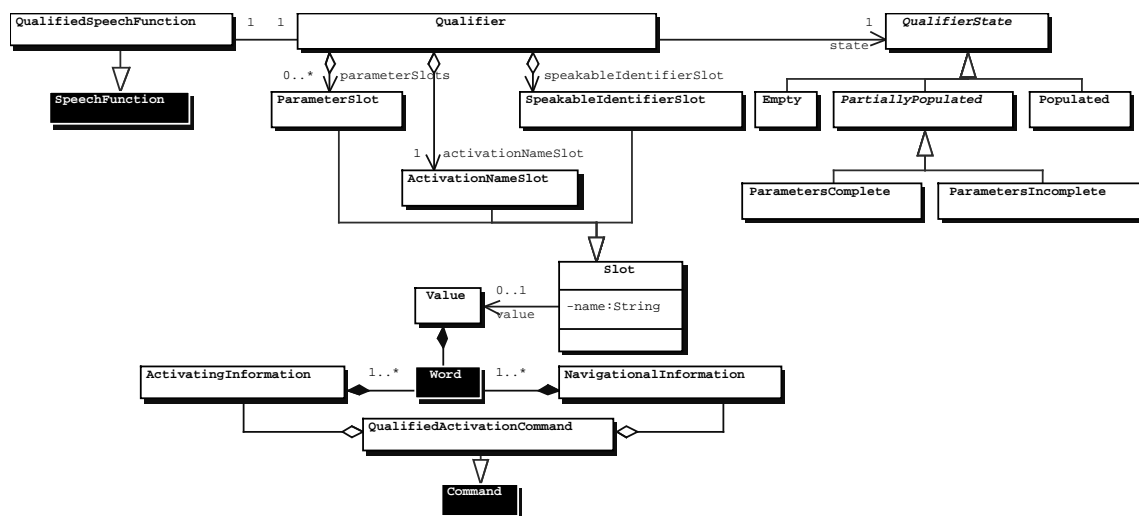 QualifiedSpeechFunction
1
1
Qualifier
1
state
QualifierState
0..*
parameterSlots
speakableIdentifierSlot
SpeechFunction
ParameterSlot
SpeakableIdentifierSlot
Empty
PartiallyPopulated
Populated
1
activationNameSlot
ActivationNameSlot
ParametersComplete
ParametersIncomplete
Slot
-name:String
Value
0..1
value
ActivatingInformation
1..*
Word
1..*
NavigationalInformation
QualifiedActivationCommand
Command